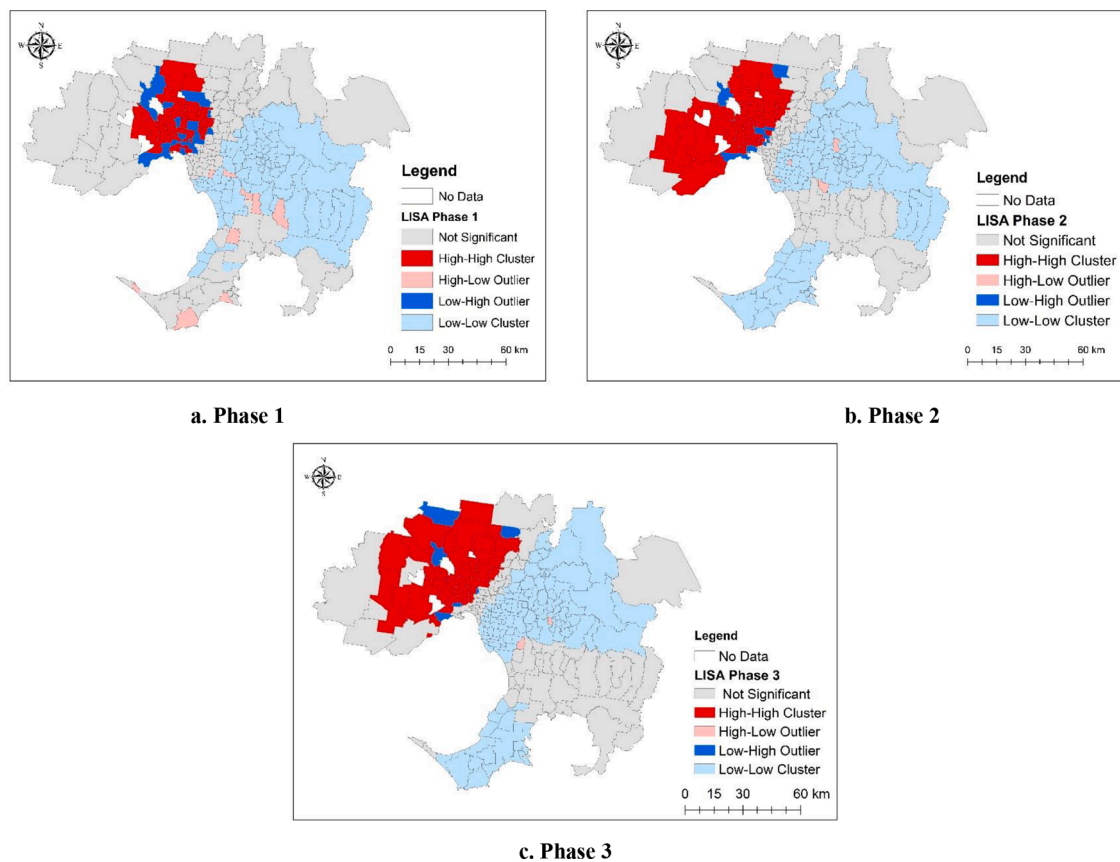 N
W E
S
Legend
No Data
LISA Phase 1
Not Significant
High-High Cluster
High-Low Outlier
Low-High Outlier
Low-Low Cluster
0 15 30 60 km
a. Phase 1
N
W E
S
Legend
No Data
LISA Phase 2
Not Significant
High-High Cluster
High-Low Outlier
Low-High Outlier
Low-Low Cluster
0 15 30 60 km
b. Phase 2
N
W E
S
Legend
No Data
LISA Phase 3
Not Significant
High-High Cluster
High-Low Outlier
Low-High Outlier
Low-Low Cluster
0 15 30 60 km
c. Phase 3